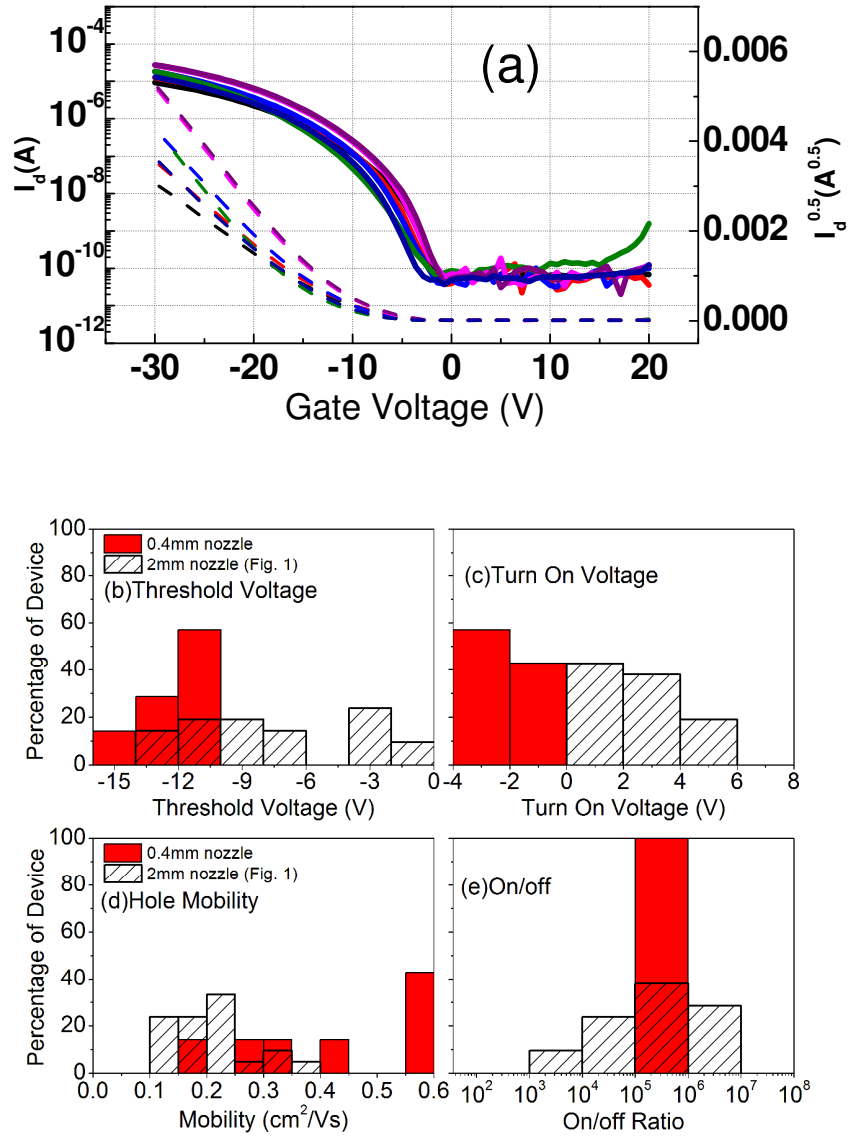 (a)
I_d(A)
10^-4
10^-6
10^-8
10^-10
10^-12
0.006
0.004
0.002
0.000
I_d^0.5(A^0.5)
-30 -20 -10 0 10 20
Gate Voltage (V)
Percentage of Device
100
80
60
40
20
0
0.4mm nozzle
2mm nozzle (Fig. 1)
(b)Threshold Voltage
-15 -12 -9 -6 -3 0
Threshold Voltage (V)
(c)Turn On Voltage
-4 -2 0 2 4 6 8
Turn On Voltage (V)
Percentage of Device
100
80
60
40
20
0
0.4mm nozzle
2mm nozzle (Fig. 1)
(d)Hole Mobility
0.0 0.1 0.2 0.3 0.4 0.5 0.6
Mobility (cm²/Vs)
(e)On/off
10^2 10^3 10^4 10^5 10^6 10^7 10^8
On/off Ratio